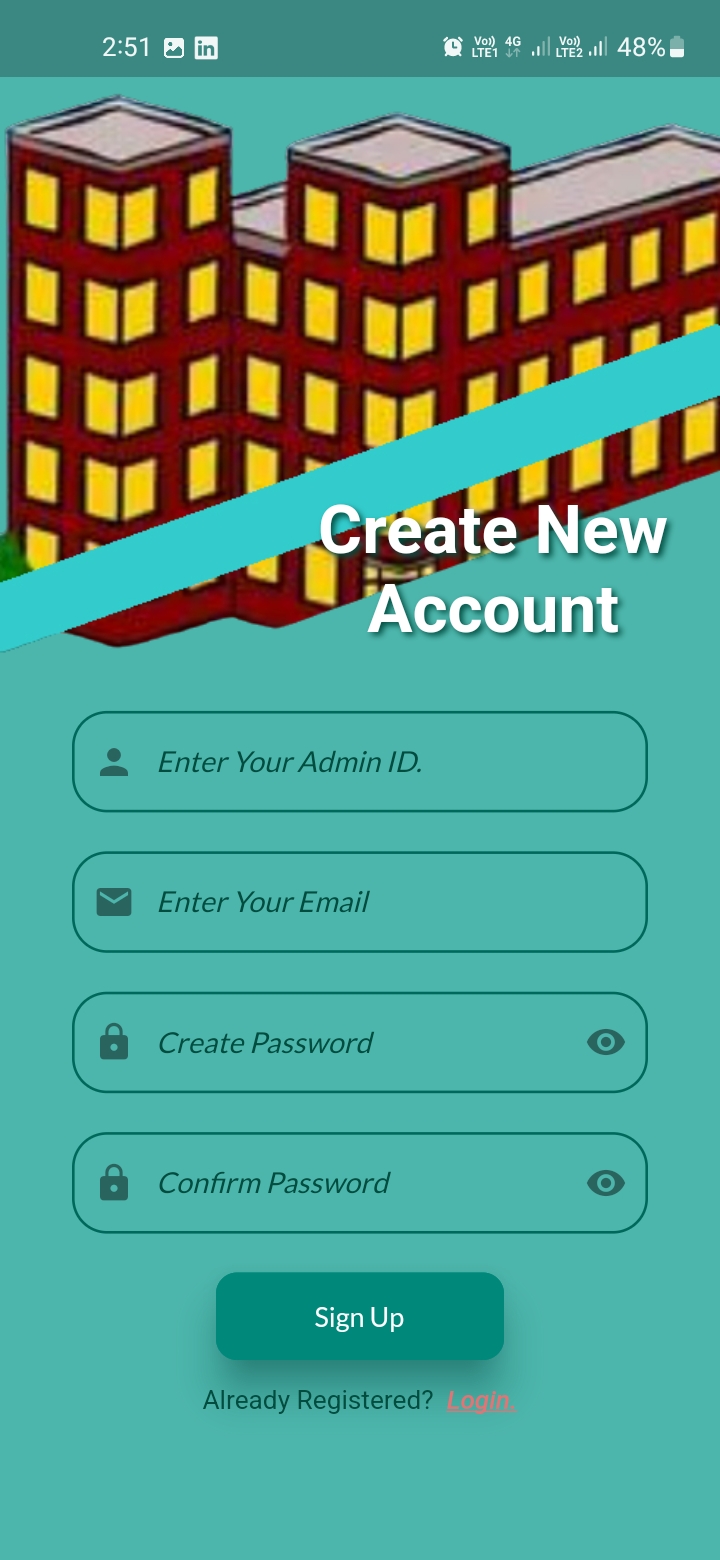 2:51 in Vo)) LTE1 4G Vo)) LTE2 48%
Create New
Account
Enter Your Admin ID.
Enter Your Email
Create Password
Confirm Password
Sign Up
Already Registered? Login.